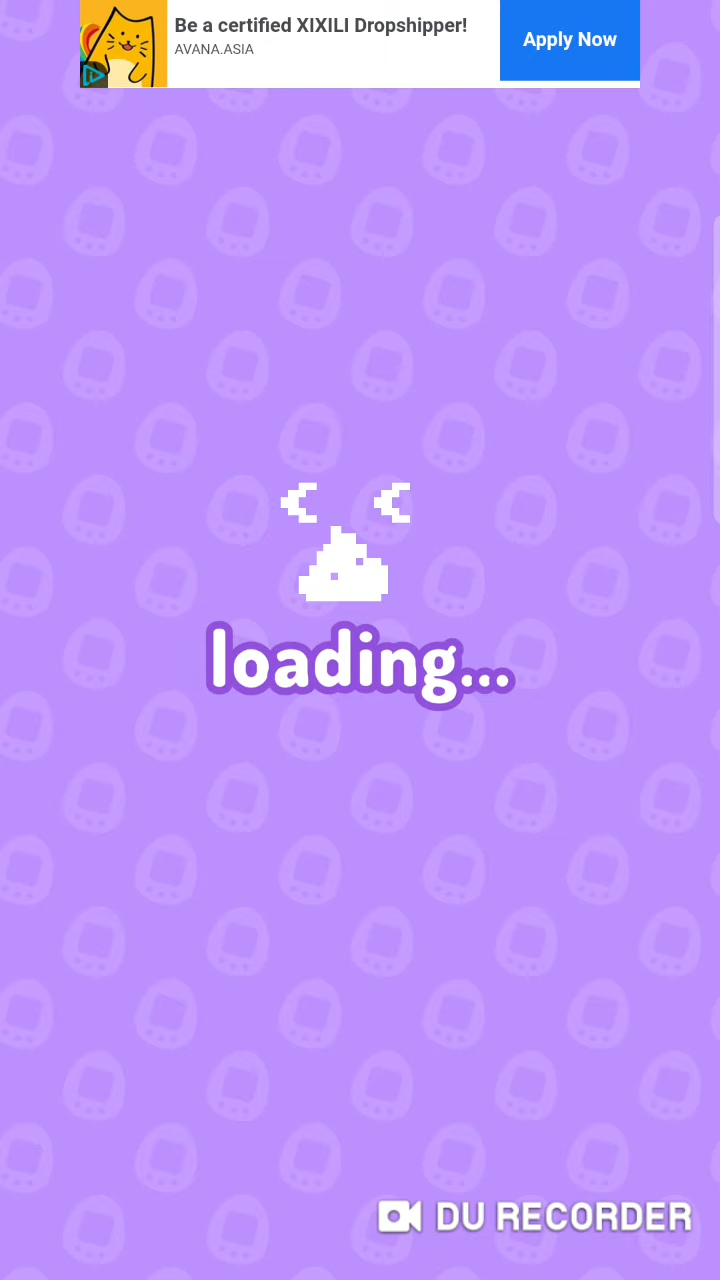 Be a certified XIXILI Dropshipper!
AVANA.ASIA
Apply Now
loading...
DU RECORDER